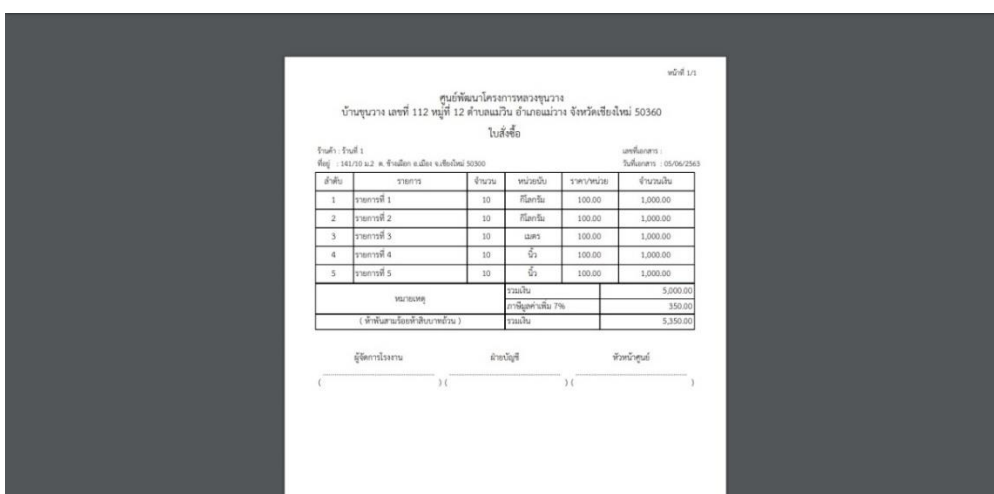 หน้าที่ 1/1
ศูนย์พัฒนาโครงการหลวงขุนวาง
บ้านขุนวาง เลขที่ 112 หมู่ที่ 12 ตำบลแม่วิน อำเภอแม่วาง จังหวัดเชียงใหม่ 50360
ใบสั่งซื้อ
ร้านค้า : ร้านที่ 1 เลขที่เอกสาร :
ที่อยู่ : 141/10 ม.2 ต. ช้างเผือก อ.เมือง จ.เชียงใหม่ 50300 วันที่เอกสาร : 05/06/2563
ลำดับ รายการ จำนวน หน่วยนับ ราคา/หน่วย จำนวนเงิน
1 รายการที่ 1 10 กิโลกรัม 100.00 1,000.00
2 รายการที่ 2 10 กิโลกรัม 100.00 1,000.00
3 รายการที่ 3 10 เมตร 100.00 1,000.00
4 รายการที่ 4 10 นิ้ว 100.00 1,000.00
5 รายการที่ 5 10 นิ้ว 100.00 1,000.00
หมายเหตุ รวมเงิน 5,000.00
ภาษีมูลค่าเพิ่ม 7% 350.00
( ห้าพันสามร้อยห้าสิบบาทถ้วน ) รวมเงิน 5,350.00
ผู้จัดการโรงงาน ฝ่ายบัญชี หัวหน้าศูนย์
( ) ( ) ( )